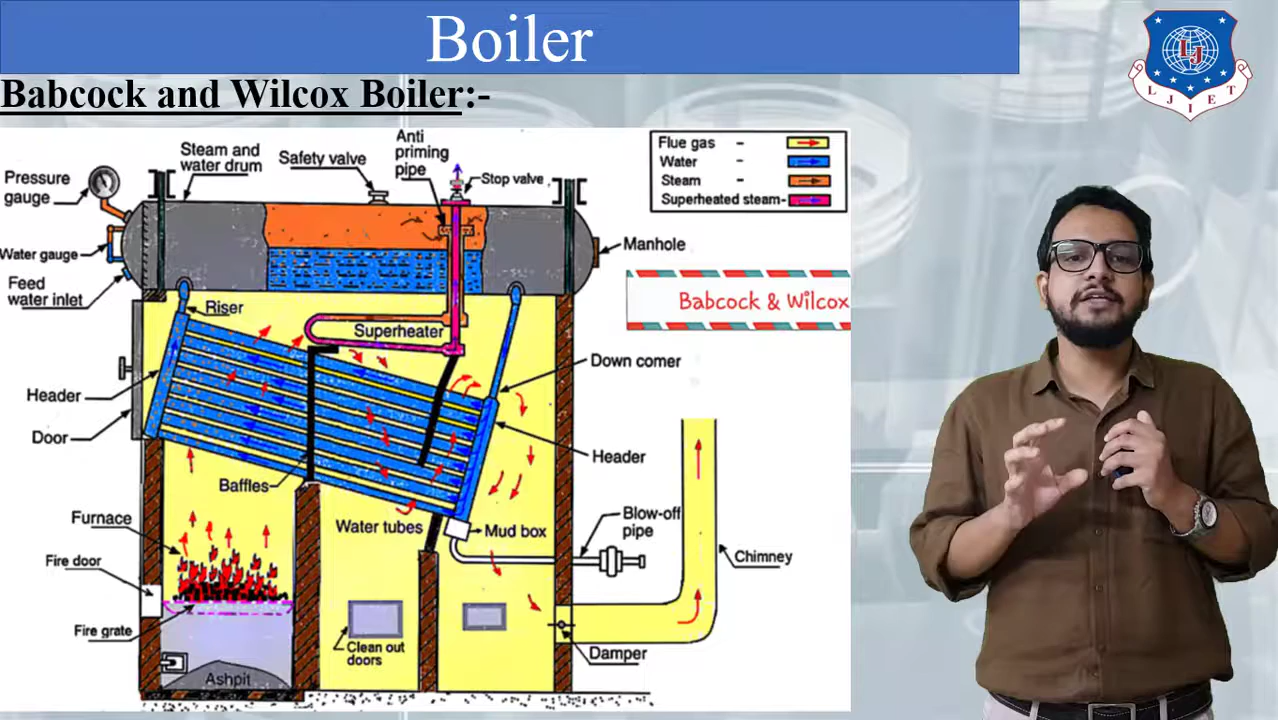 Boiler
Babcock and Wilcox Boiler:-
LJ
LJIET
Pressure
gauge
Steam and
water drum
Safety valve
Anti
priming
pipe
Stop valve
Flue gas -
Water -
Steam -
Superheated steam-
Water gauge
Feed
water inlet
Manhole
Babcock & Wilcox
Riser
Superheater
Down comer
Header
Door
Header
Baffles
Water tubes
Mud box
Blow-off
pipe
Furnace
Fire door
Chimney
Fire grate
Clean out
doors
Damper
Ashpit